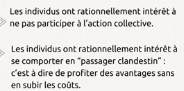 Les individus ont rationnellement intérêt à
ne pas participer à l'action collective.
Les individus ont rationnellement intérêt à
se comporter en "passager clandestin" :
c'est à dire de profiter des avantages sans
en subir les coûts.